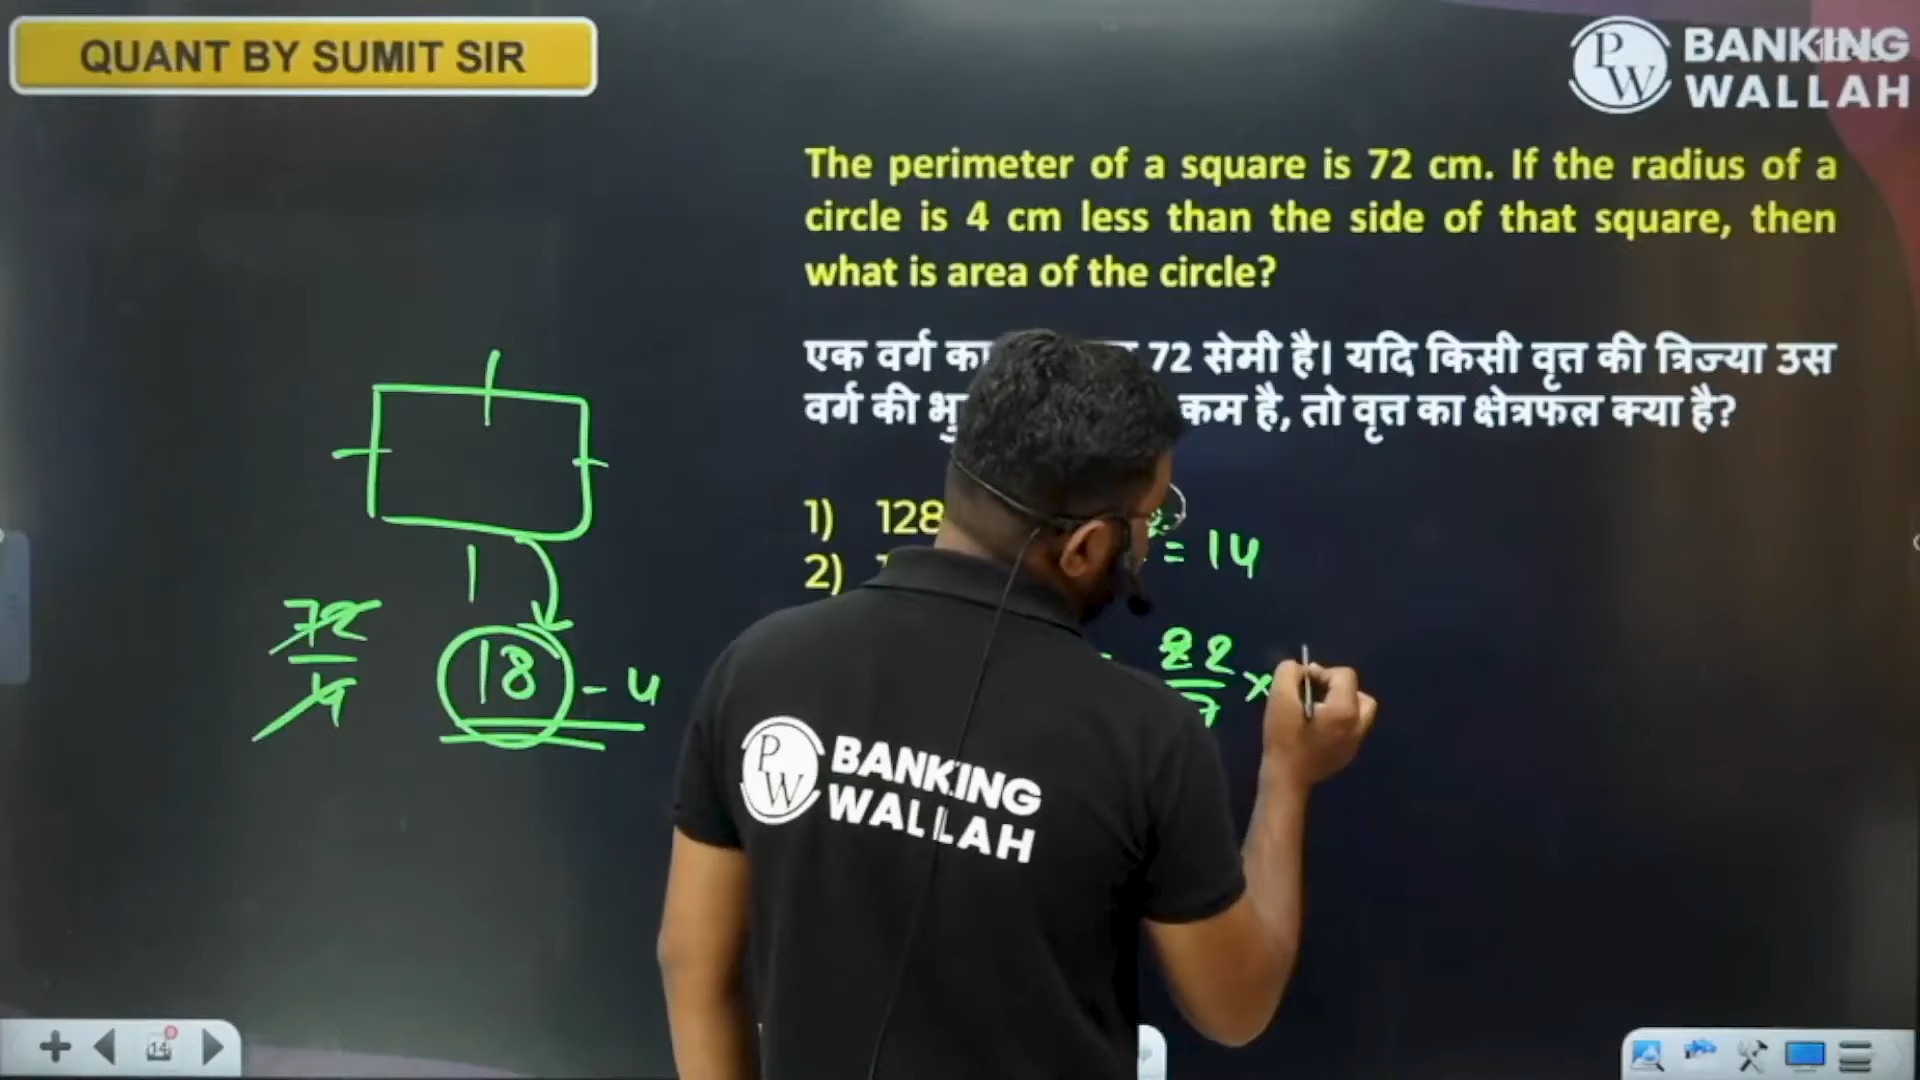 QUANT BY SUMIT SIR
BANKING
WALLAH
The perimeter of a square is 72 cm. If the radius of a
circle is 4 cm less than the side of that square, then
what is area of the circle?
एक वर्ग का 72 सेमी है। यदि किसी वृत्त की त्रिज्या उस
वर्ग की कम है, तो वृत्त का क्षेत्रफल क्या है?
1) 128
2)
= 14
72
4
18 - 4
22
7 ×
PW
BANKING
WALLAH
14